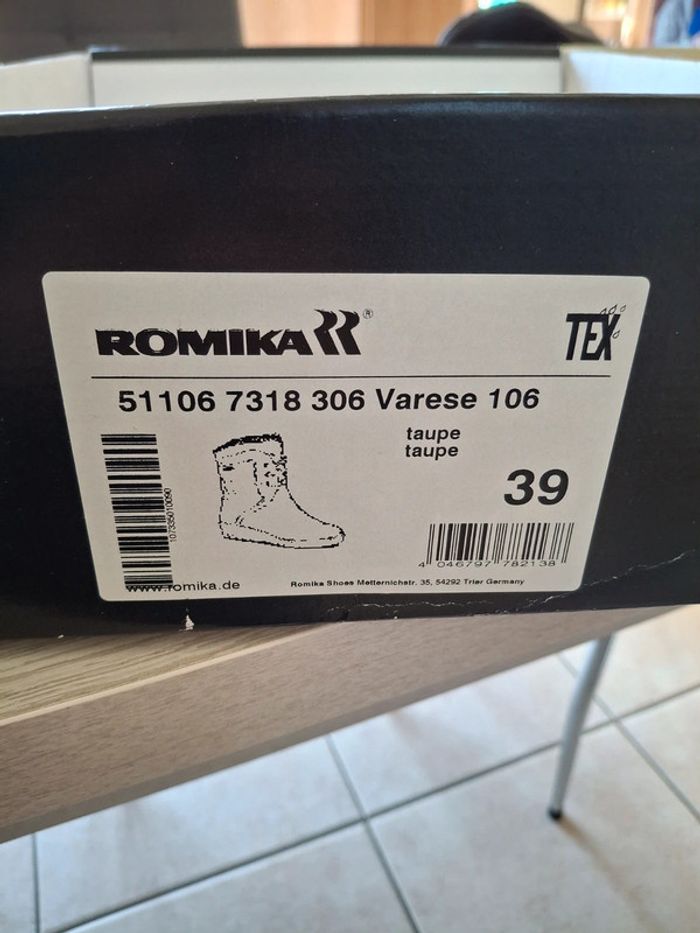 ROMIKA ®
TEX
51106 7318 306 Varese 106
taupe
taupe
39
107335010090
4 046797 782138
www.romika.de
Romika Shoes Metternichstr. 35, 54292 Trier Germany